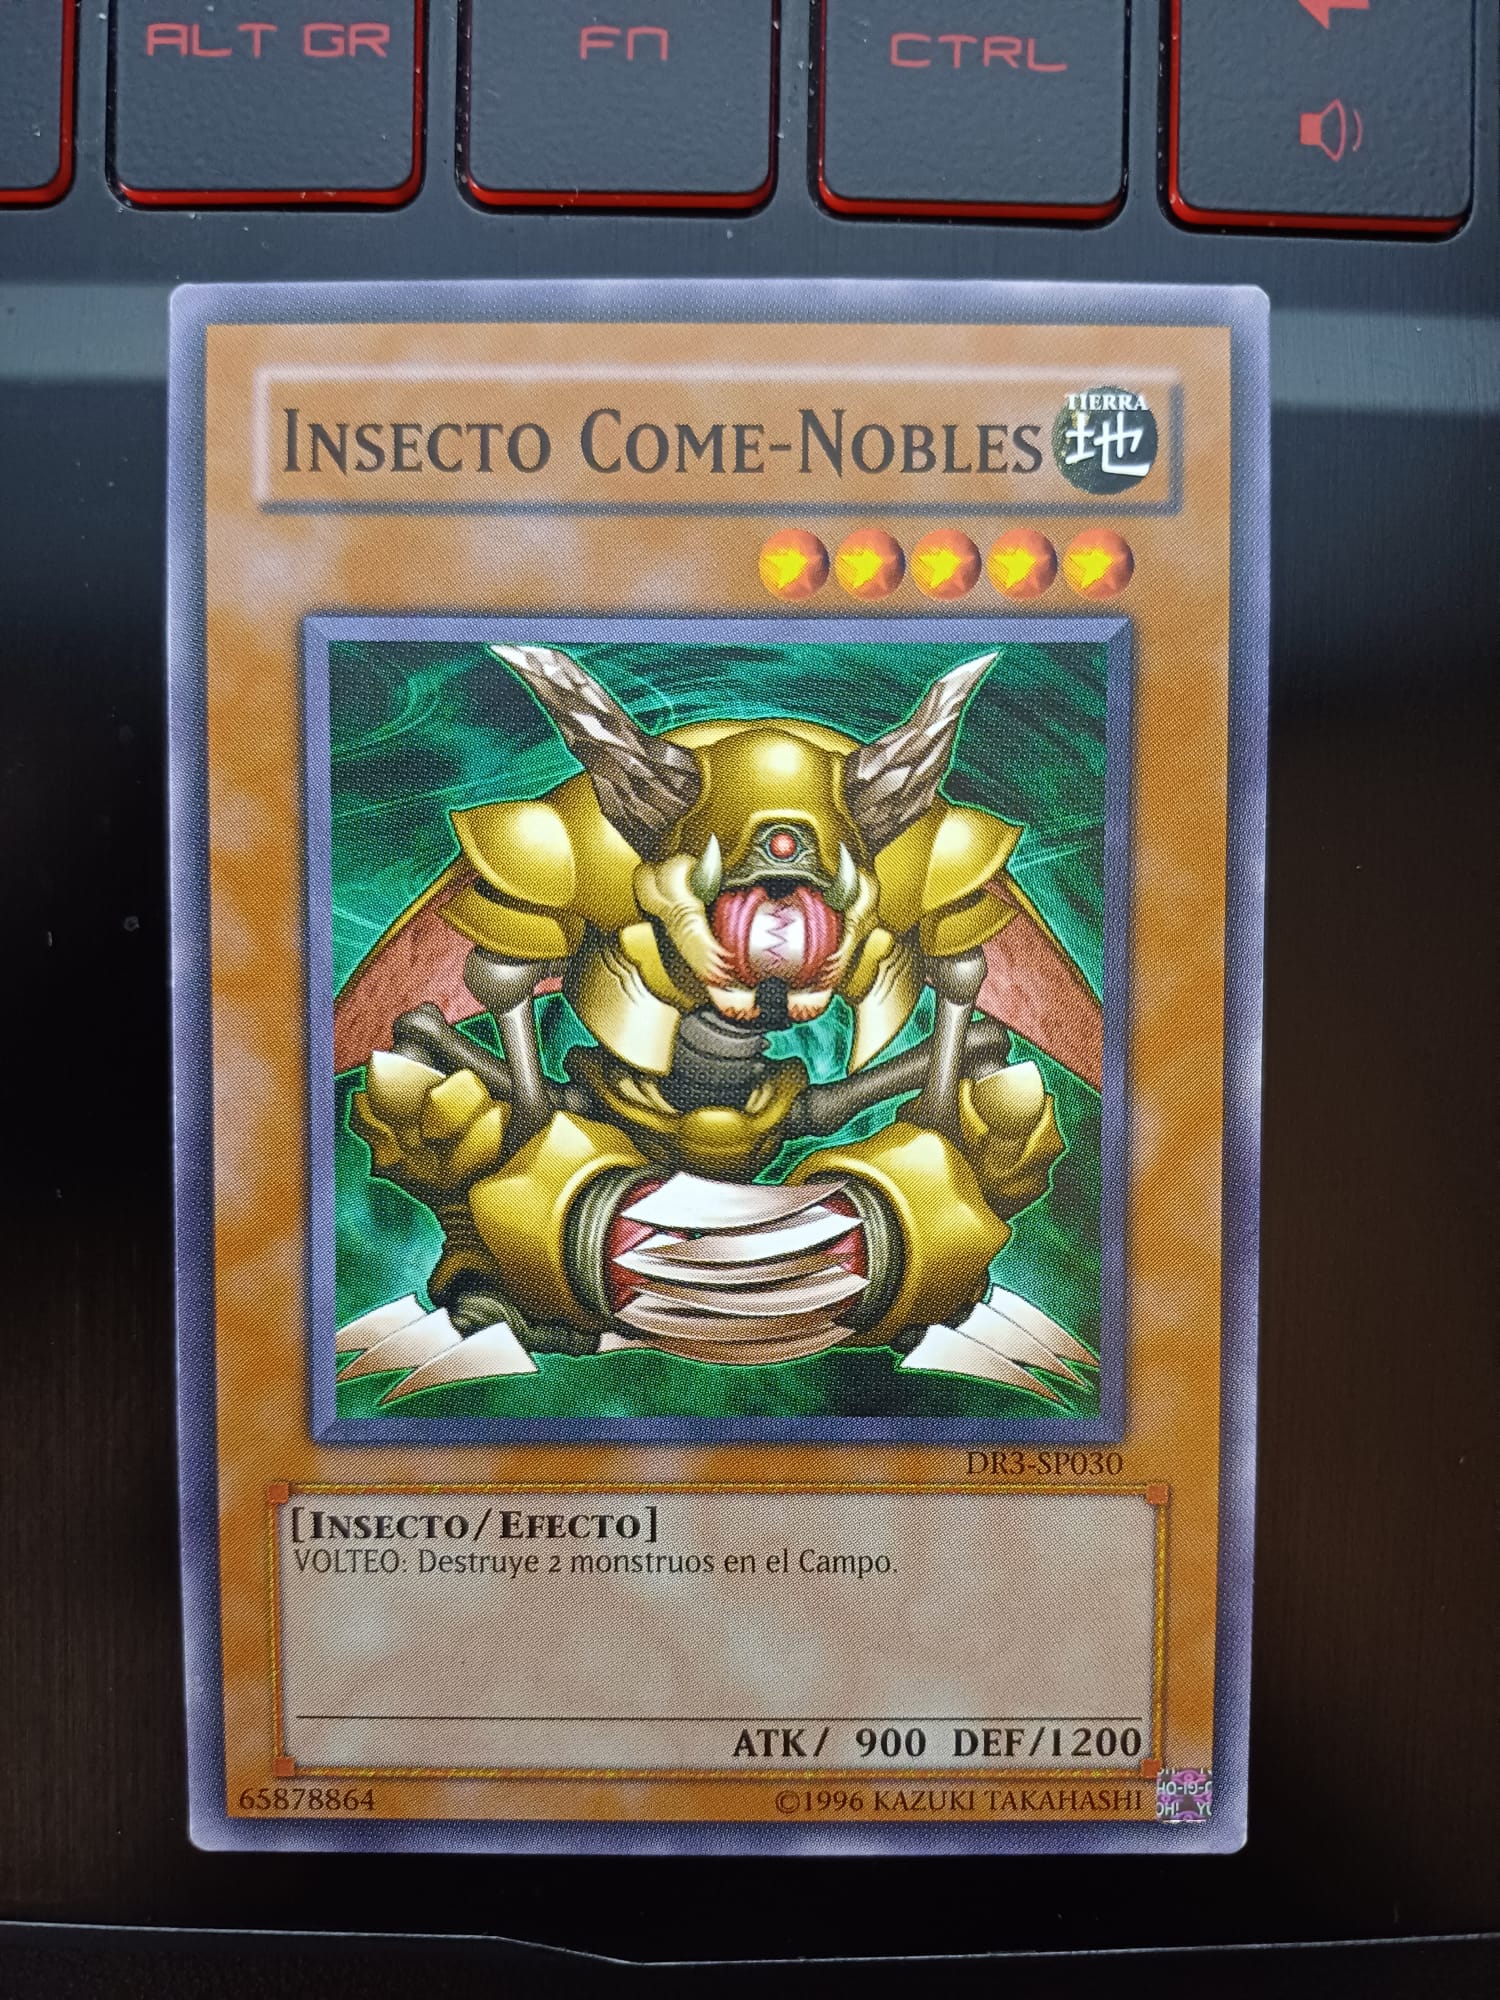 ALT GR FN CTRL
INSECTO COME-NOBLES
TIERRA
地
DR3-SP030
[INSECTO/EFECTO]
VOLTEO: Destruye 2 monstruos en el Campo.
ATK/ 900 DEF/1200
65878864 ©1996 KAZUKI TAKAHASHI